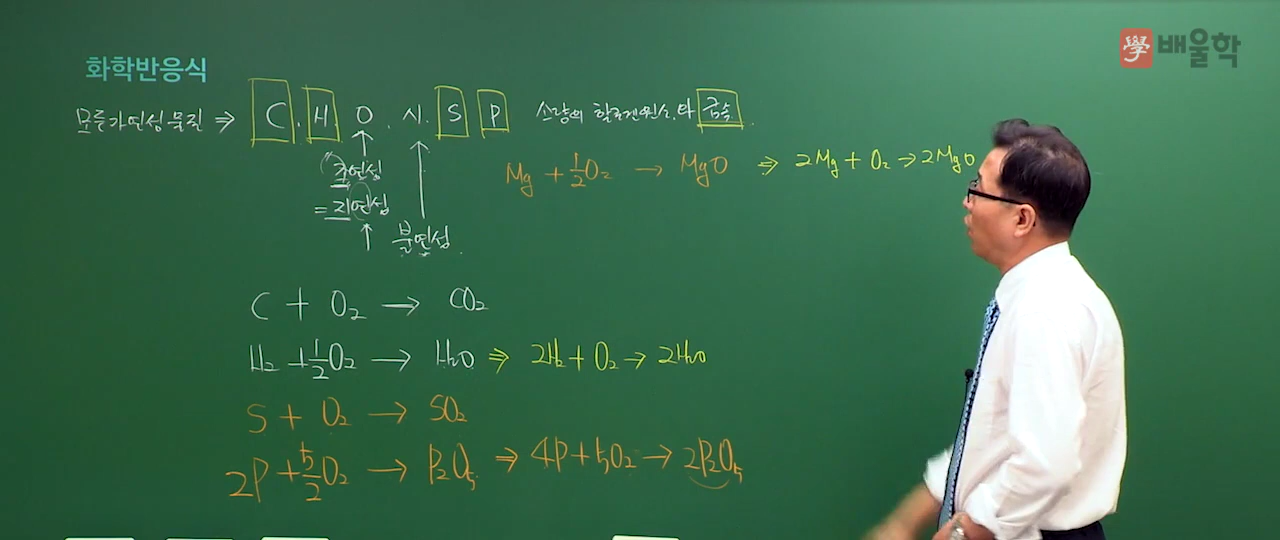 學 배울학
화학반응식
모든가연성 물질 ⇒ C, H, O, N, S, P 소량의 할로겐원소와 금속.
Mg + 1/2O₂ → MgO ⇒ 2Mg + O₂ → 2MgO
조연성
= 지연성
불연성
C + O₂ → CO₂
H₂ + 1/2O₂ → H₂O ⇒ 2H₂ + O₂ → 2H₂O
S + O₂ → SO₂
2P + 5/2O₂ → P₂O₅ ⇒ 4P + 5O₂ → 2P₂O₅